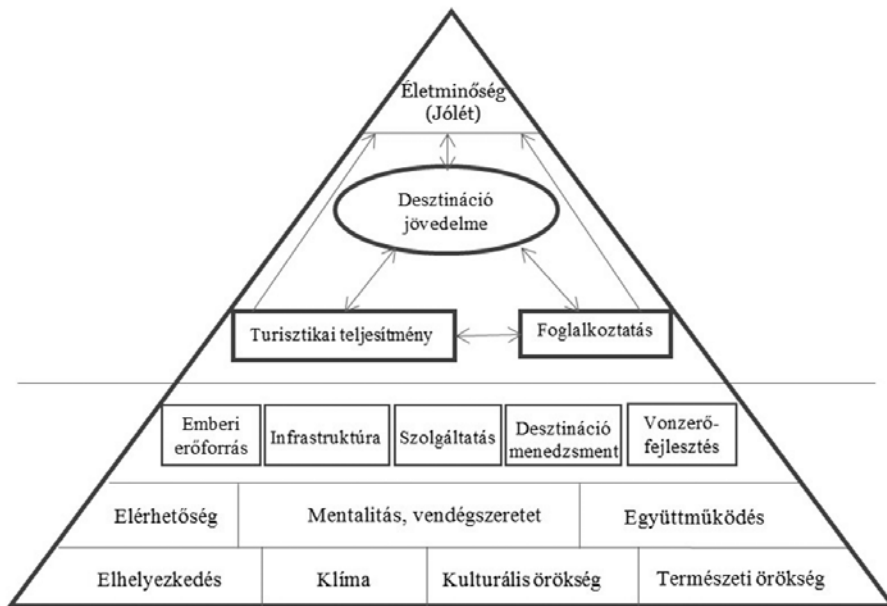 Életminőség
(Jólét)
Desztináció
jövedelme
Turisztikai teljesítmény
Foglalkoztatás
Emberi
erőforrás
Infrastruktúra
Szolgáltatás
Desztináció
menedzsment
Vonzerő-
fejlesztés
Elérhetőség
Mentalitás, vendégszeretet
Együttműködés
Elhelyezkedés
Klíma
Kulturális örökség
Természeti örökség